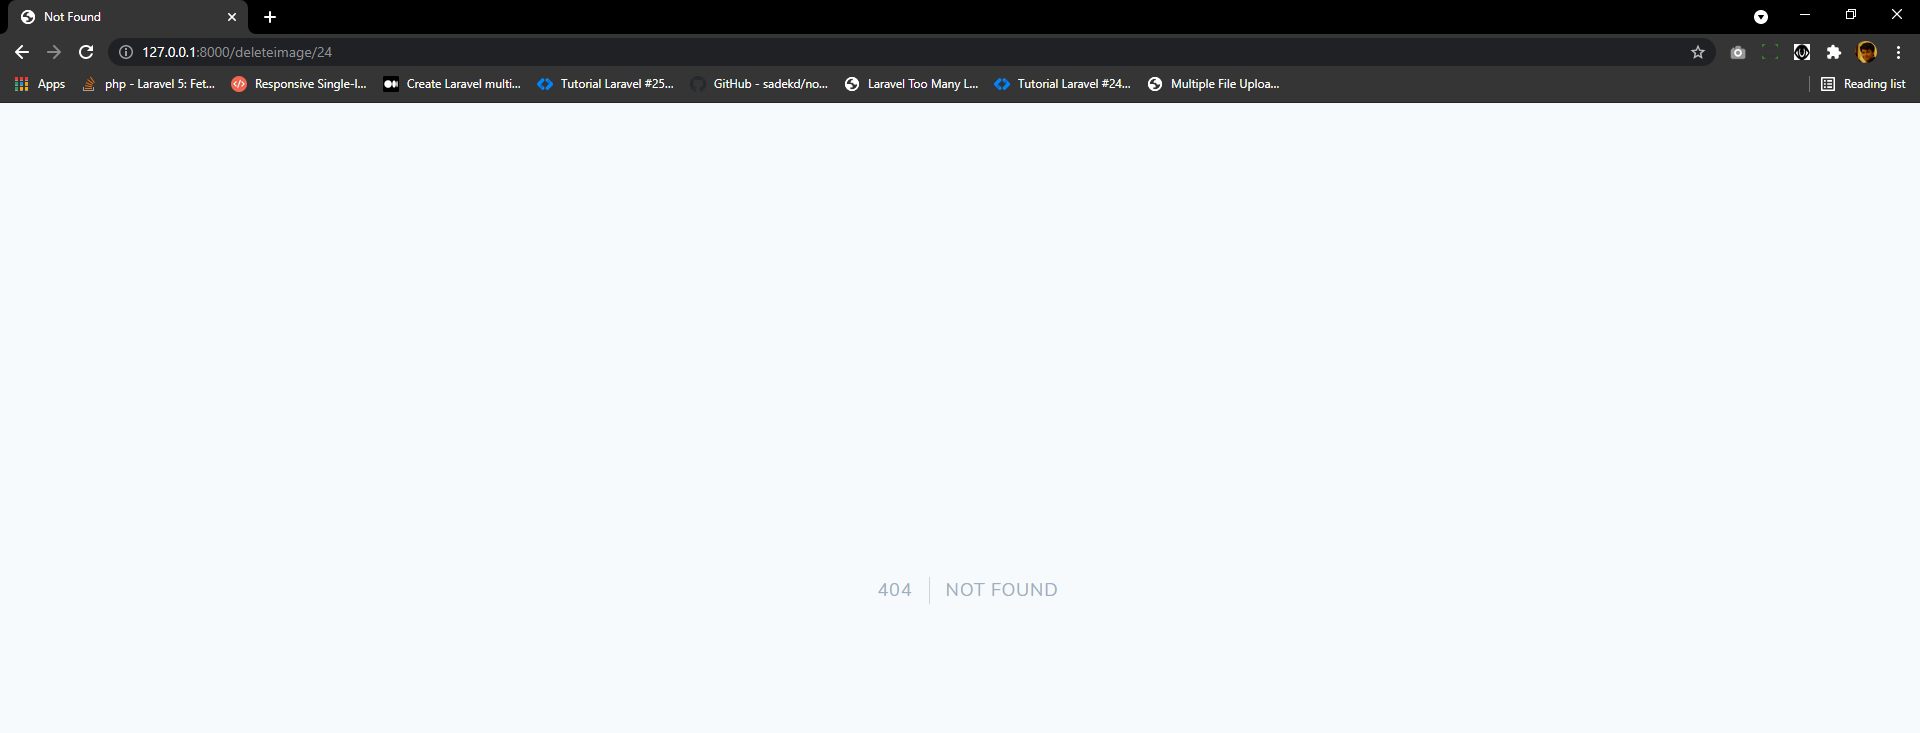 Not Found
127.0.0.1:8000/deleteimage/24
Apps php - Laravel 5: Fet... Responsive Single-I... Create Laravel multi... Tutorial Laravel #25... GitHub - sadekd/no... Laravel Too Many L... Tutorial Laravel #24... Multiple File Uploa... Reading list
404 NOT FOUND